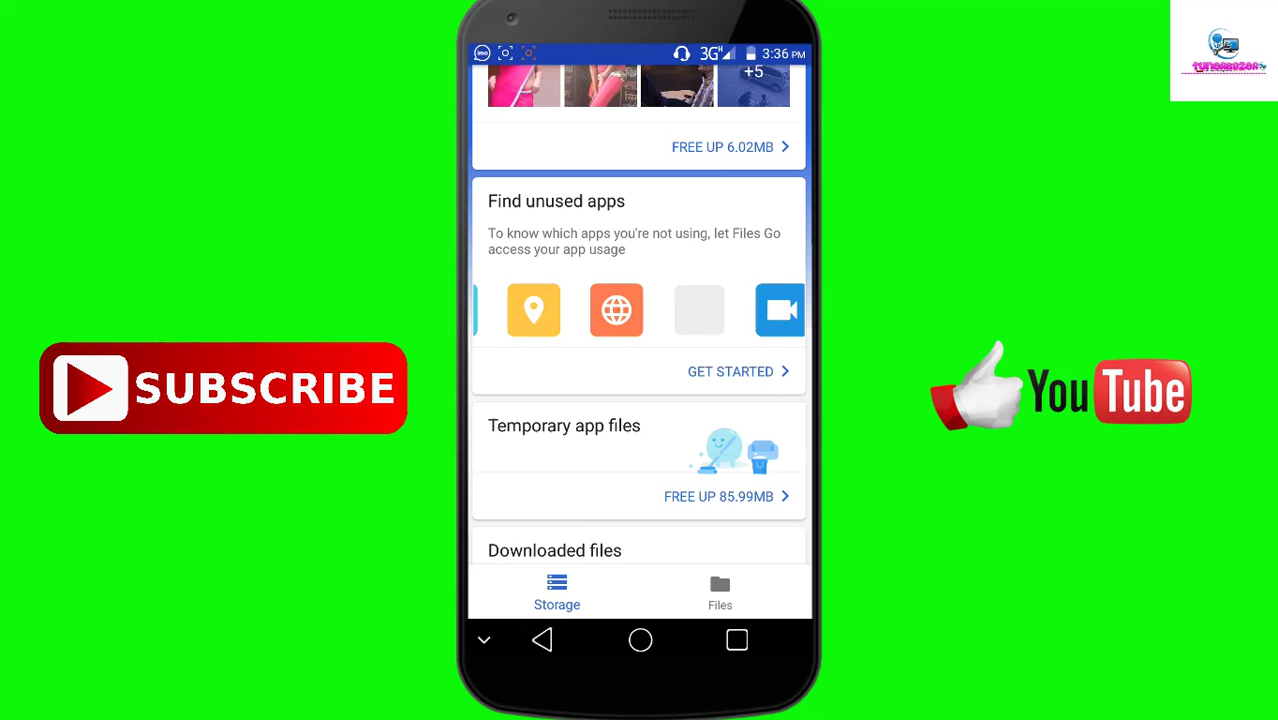 imo
3G H
3:36 PM
+5
FREE UP 6.02MB
Find unused apps
To know which apps you're not using, let Files Go
access your app usage
GET STARTED
Temporary app files
FREE UP 85.99MB
Downloaded files
Storage
Files
SUBSCRIBE
YouTube